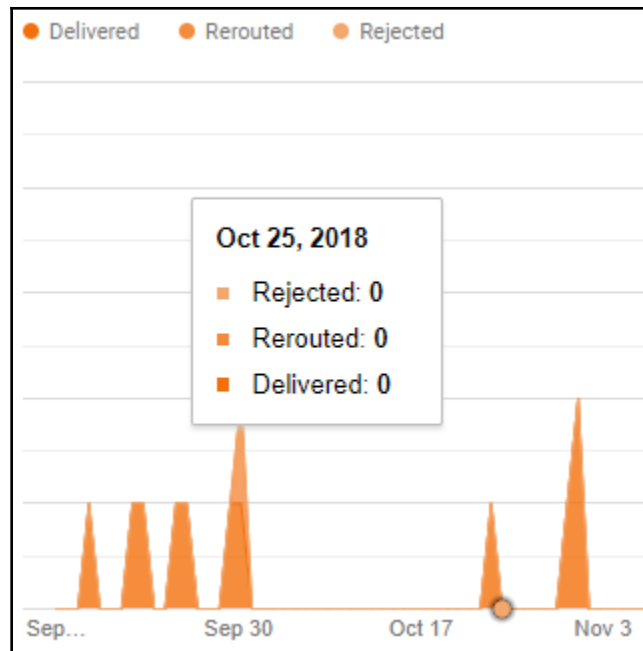 Delivered Rerouted Rejected
Oct 25, 2018
Rejected: 0
Rerouted: 0
Delivered: 0
Sep... Sep 30 Oct 17 Nov 3